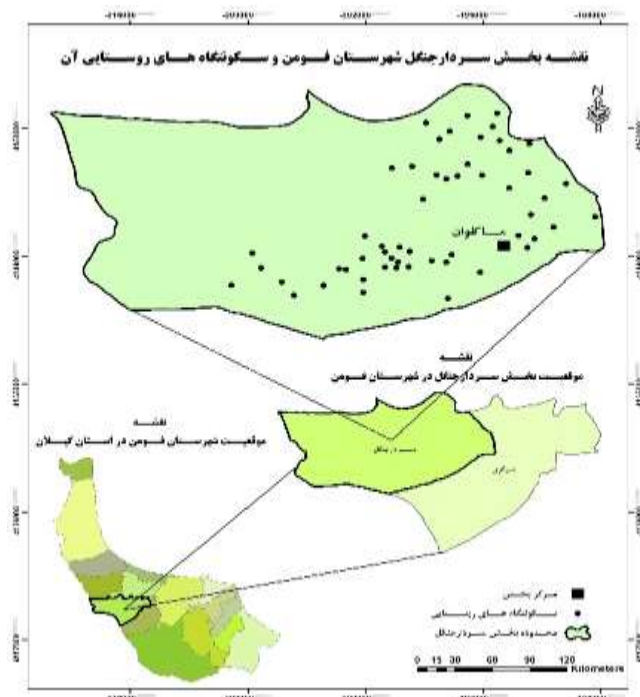 نقشه بخش سردارجنگل شهرستان فومن و سکونتگاه های روستایی آن
N
ماکلوان
نقشه
موقعیت بخش سردارجنگل در شهرستان فومن
نقشه
موقعیت شهرستان فومن در استان گیلان
سردارجنگل
مرکزی
مرکز بخش
سکونتگاه های روستایی
محدوده بخش سردارجنگل
0 15 30 60 90 120
Kilometers